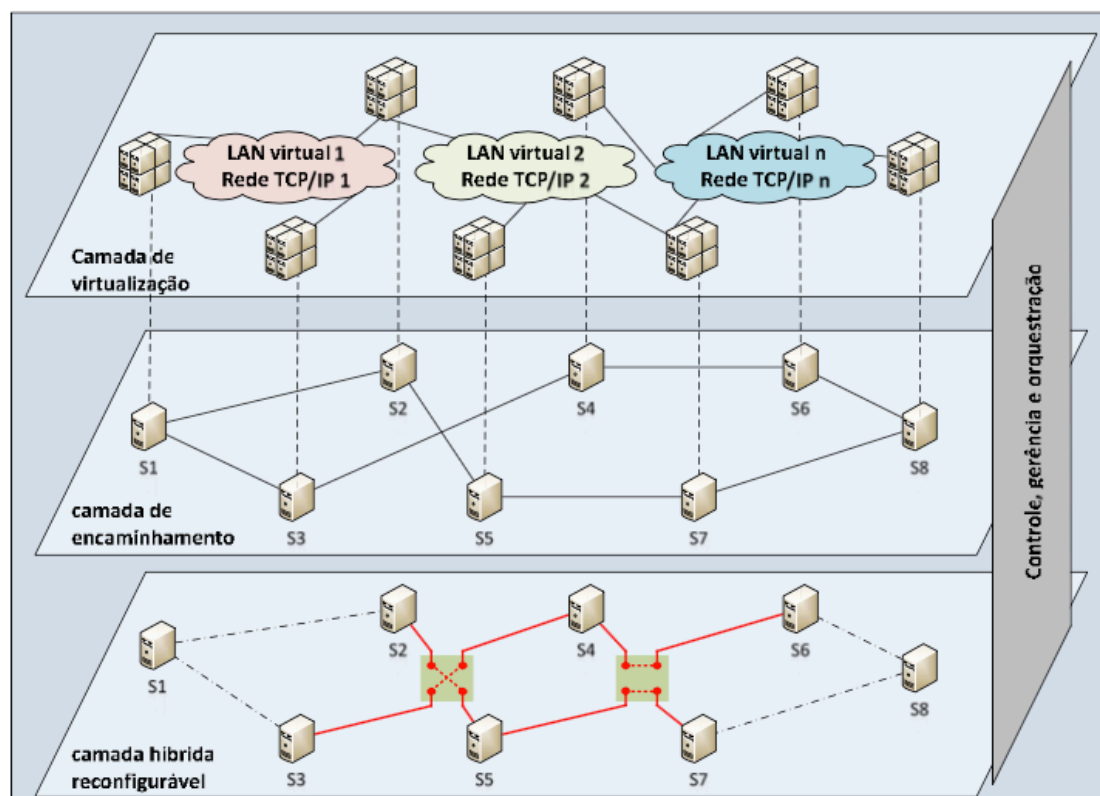 LAN virtual 1
Rede TCP/IP 1
LAN virtual 2
Rede TCP/IP 2
LAN virtual n
Rede TCP/IP n
Camada de
virtualização
S1
S2
S3
S4
S5
S6
S7
S8
camada de
encaminhamento
S1
S2
S3
S4
S5
S6
S7
S8
camada híbrida
reconfigurável
Controle, gerência e orquestração